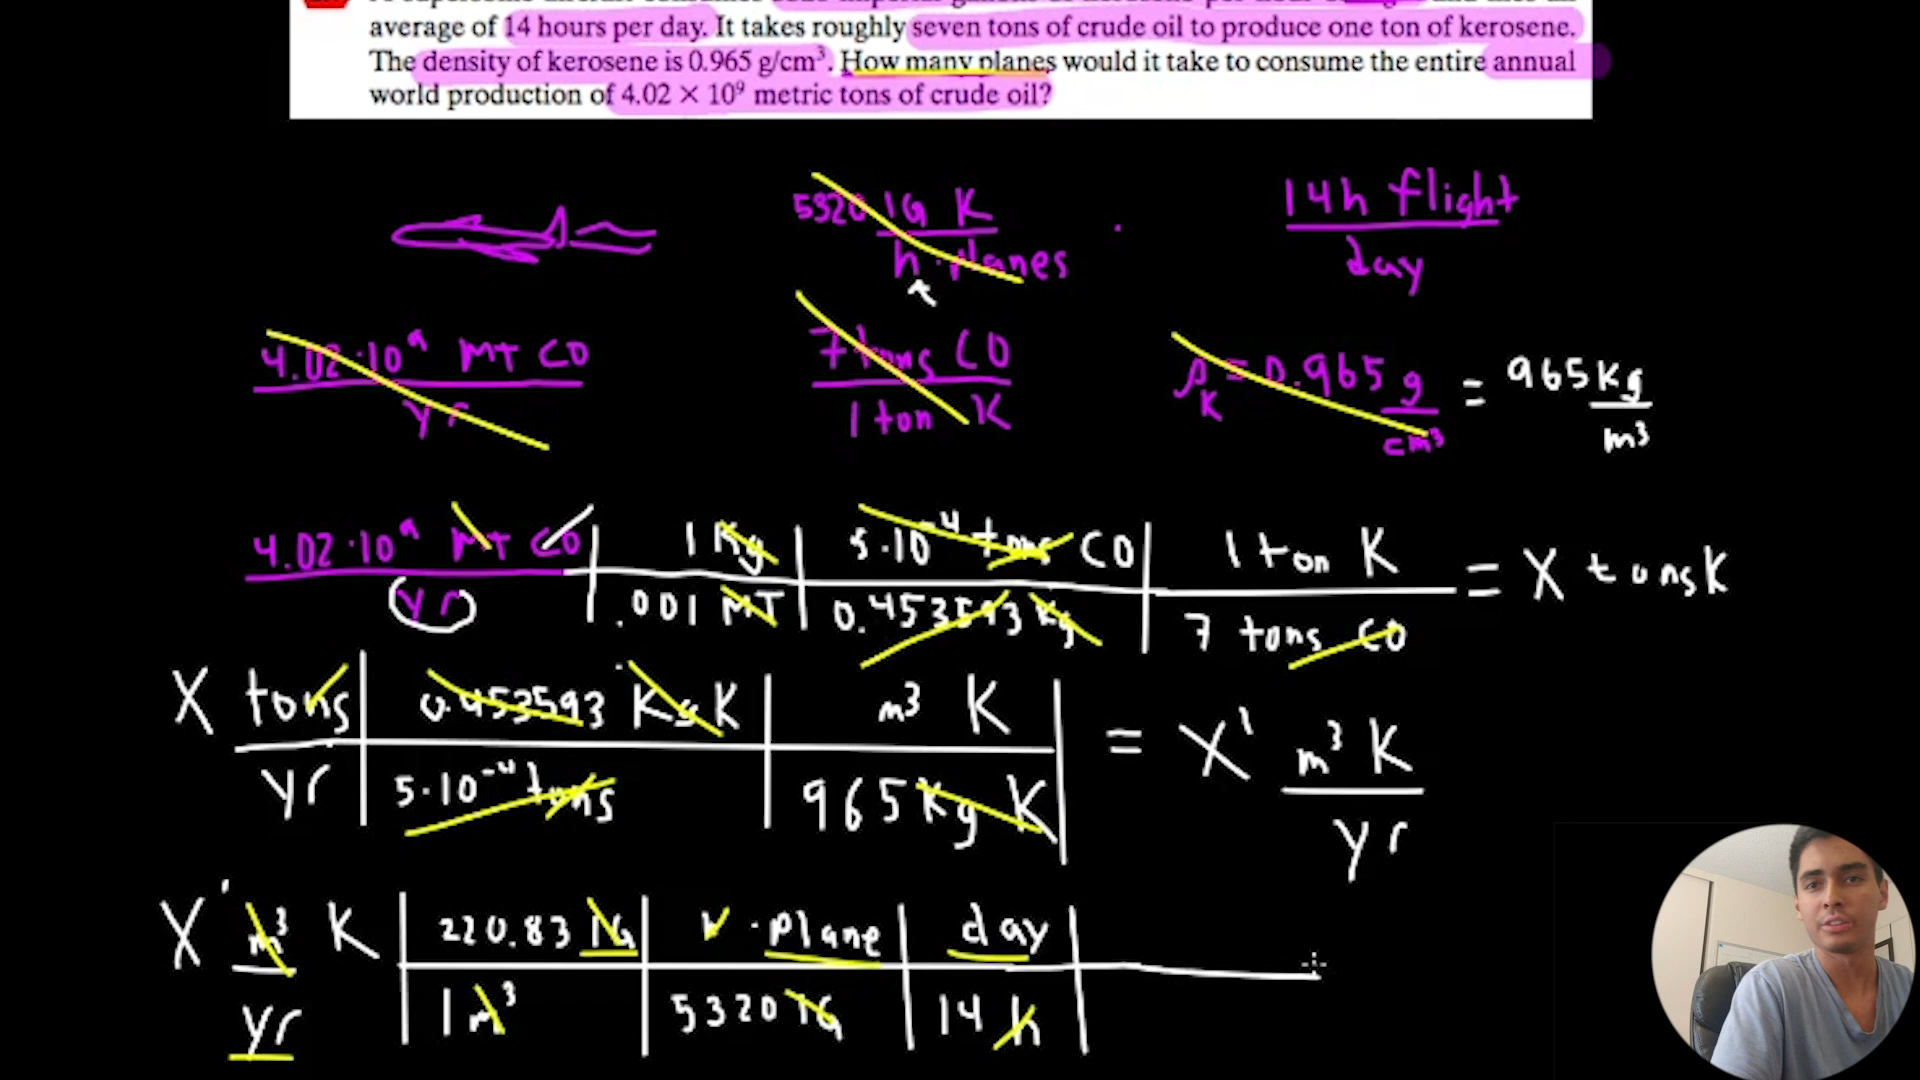 average of 14 hours per day. It takes roughly seven tons of crude oil to produce one ton of kerosene.
The density of kerosene is 0.965 g/cm³. How many planes would it take to consume the entire annual
world production of 4.02 × 10⁹ metric tons of crude oil?
5320 IG K
h · planes
·
14h flight
day
4.02·10⁹ MT CO
yr
7 tons CO
1 ton K
ρK = 0.965 g
cm³
= 965 Kg
m³
4.02·10⁹ MT CO | 1 Kg | 5·10⁻⁴ tons CO | 1 ton K = X tons K
yr | .001 MT | 0.453593 Kg | 7 tons CO
X tons | 0.453593 Kg K | m³ K = X' m³ K
yr | 5·10⁻⁴ tons | 965 Kg K | yr
X' m³ K | 220.83 IG | h · plane | day
yr | 1 m³ | 5320 IG | 14 h